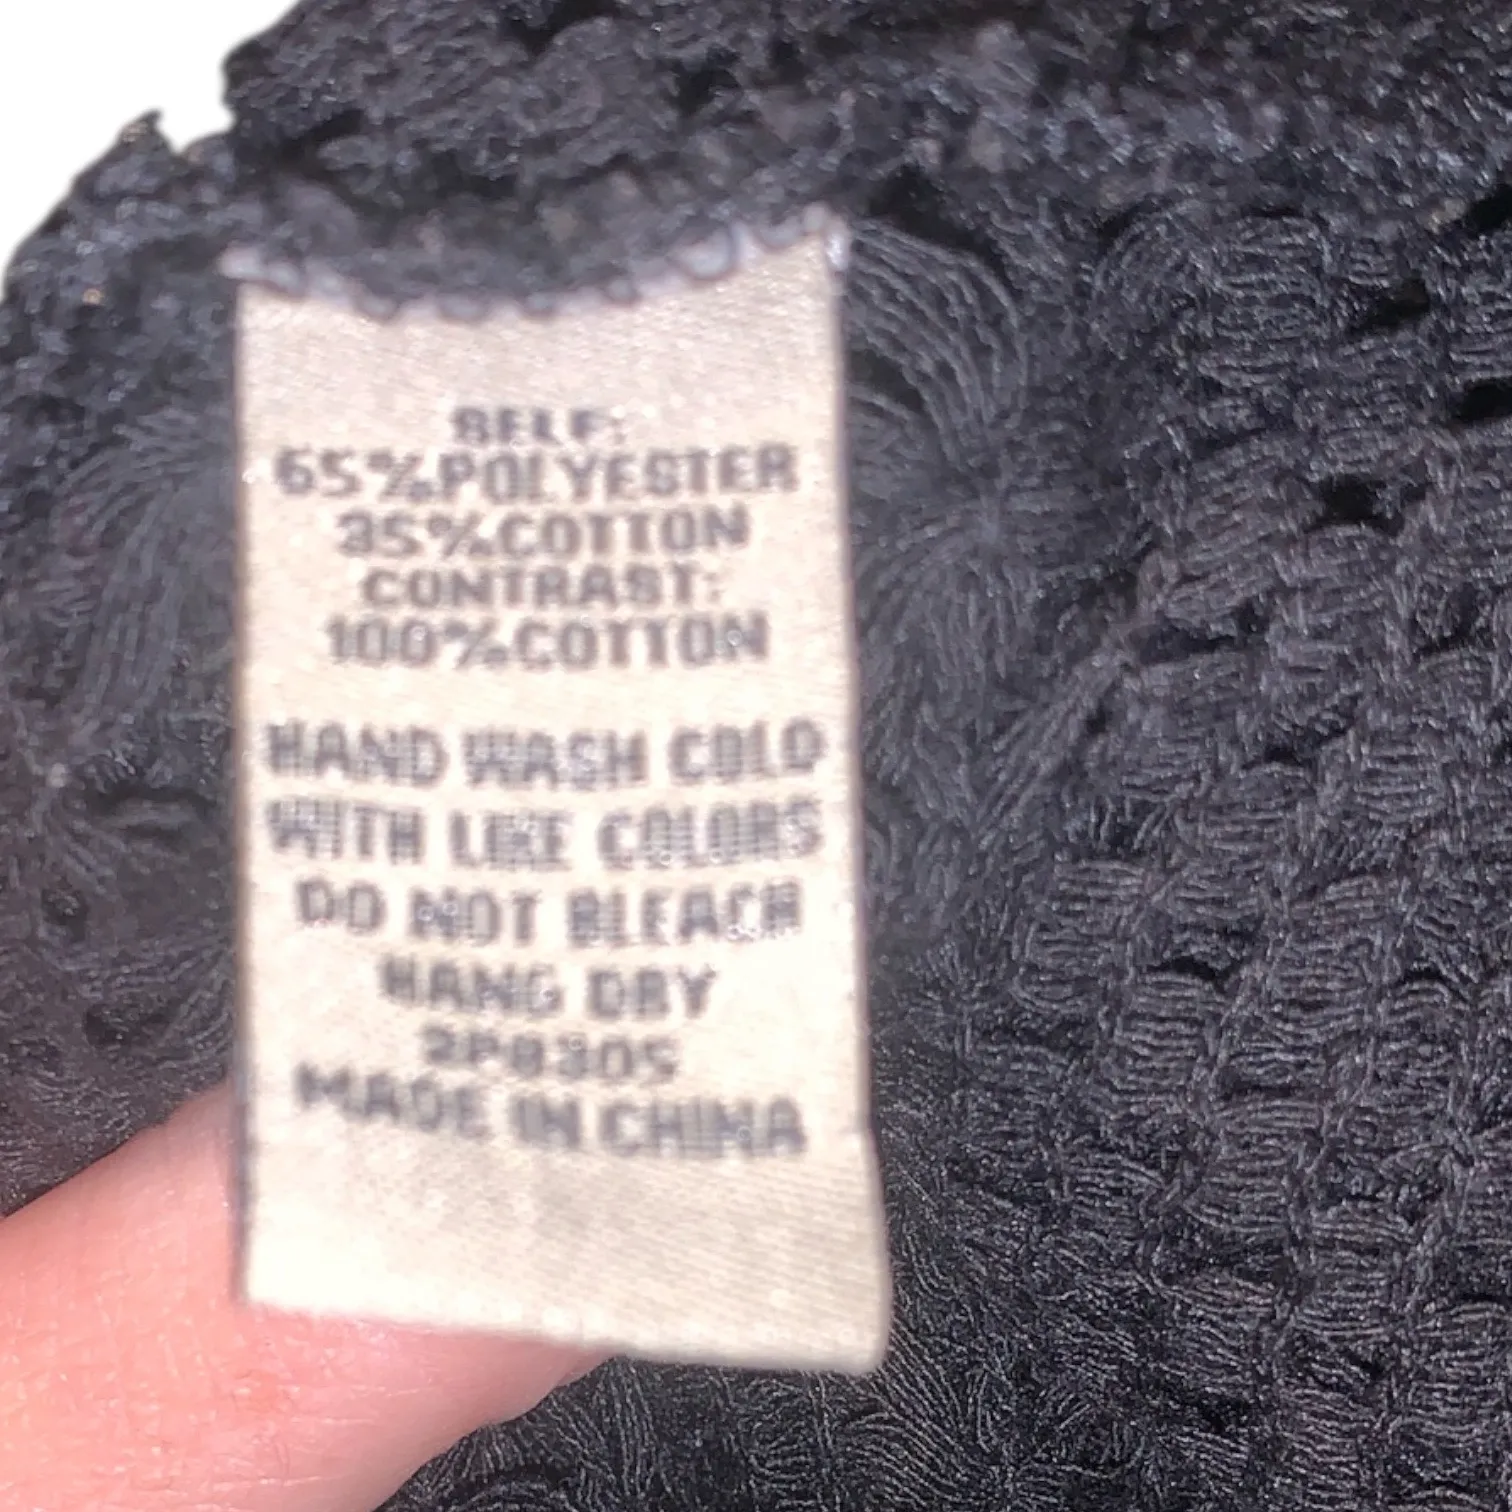 SELF:
65%POLYESTER
35%COTTON
CONTRAST:
100%COTTON
HAND WASH COLD
WITH LIKE COLORS
DO NOT BLEACH
HANG DRY
MADE IN CHINA